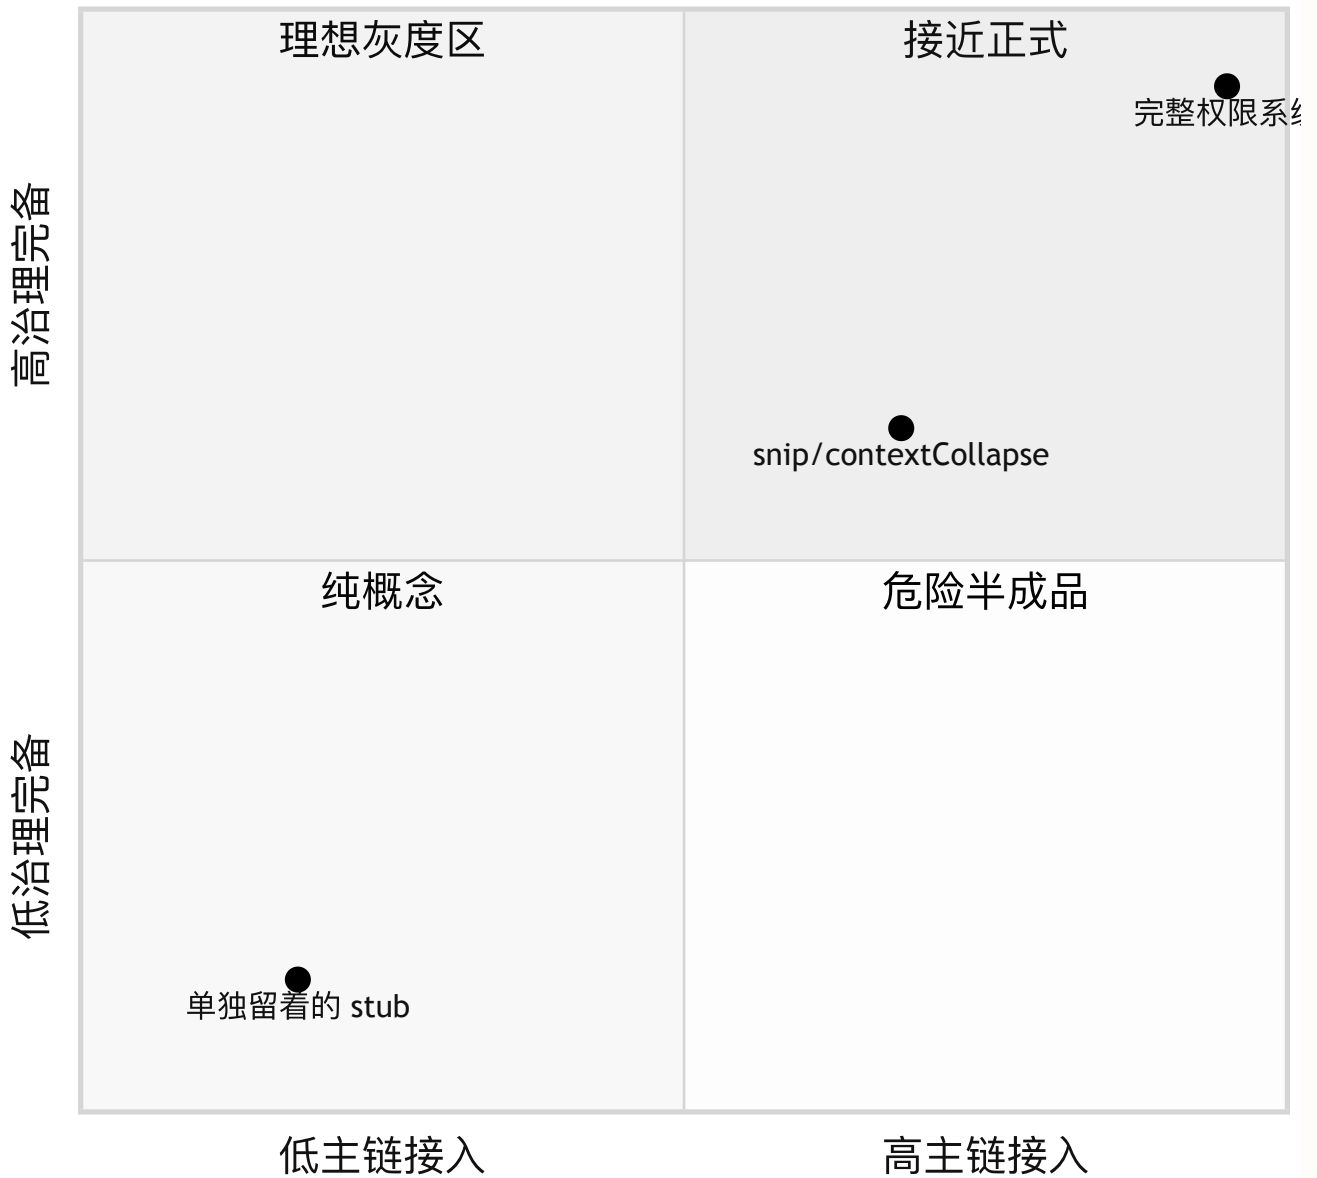 理想灰度区
接近正式
完整权限系
高治理完备
snip/contextCollapse
纯概念
危险半成品
低治理完备
单独留着的 stub
低主链接入
高主链接入